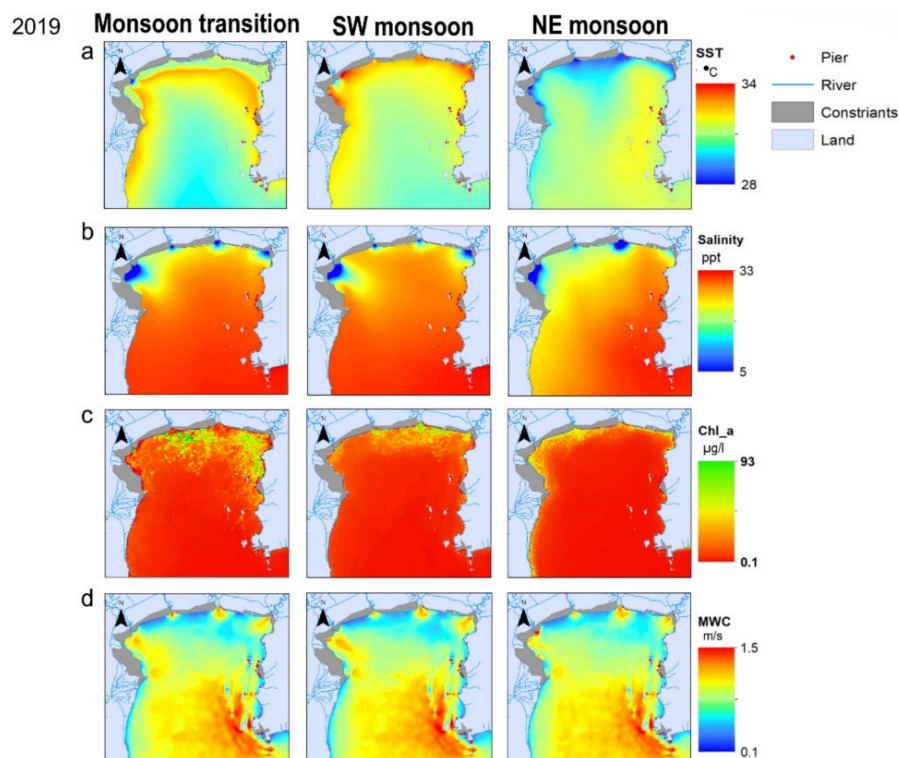 2019
Monsoon transition
SW monsoon
NE monsoon
a
N
N
N
SST
°C
34
28
Pier
River
Constriants
Land
b
N
N
N
Salinity
ppt
33
5
c
N
N
N
Chl_a
µg/l
93
0.1
d
N
N
N
MWC
m/s
1.5
0.1